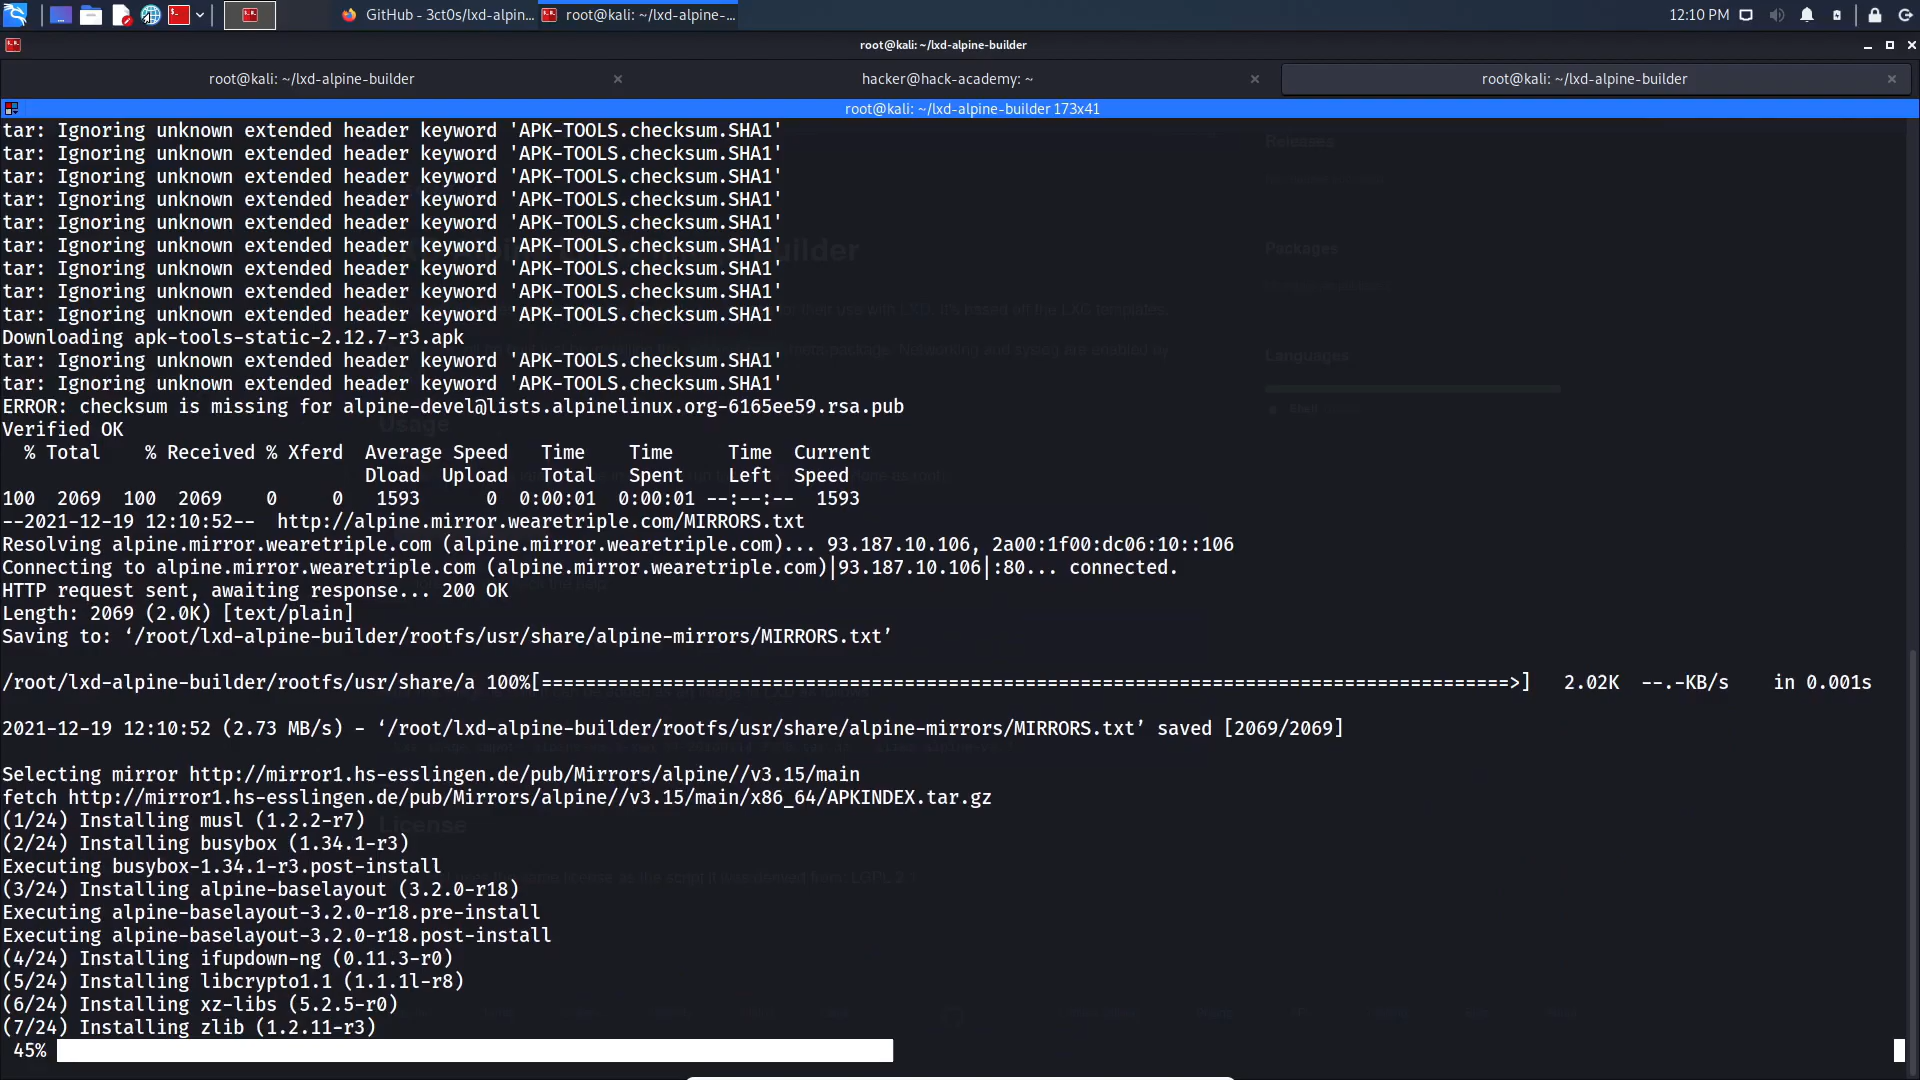 GitHub - 3ct0s/lxd-alpin...
root@kali: ~/lxd-alpine-...
12:10 PM
root@kali: ~/lxd-alpine-builder
root@kali: ~/lxd-alpine-builder
hacker@hack-academy: ~
root@kali: ~/lxd-alpine-builder
root@kali: ~/lxd-alpine-builder 173x41
tar: Ignoring unknown extended header keyword 'APK-TOOLS.checksum.SHA1'
tar: Ignoring unknown extended header keyword 'APK-TOOLS.checksum.SHA1'
tar: Ignoring unknown extended header keyword 'APK-TOOLS.checksum.SHA1'
tar: Ignoring unknown extended header keyword 'APK-TOOLS.checksum.SHA1'
tar: Ignoring unknown extended header keyword 'APK-TOOLS.checksum.SHA1'
tar: Ignoring unknown extended header keyword 'APK-TOOLS.checksum.SHA1'
tar: Ignoring unknown extended header keyword 'APK-TOOLS.checksum.SHA1'
tar: Ignoring unknown extended header keyword 'APK-TOOLS.checksum.SHA1'
tar: Ignoring unknown extended header keyword 'APK-TOOLS.checksum.SHA1'
Downloading apk-tools-static-2.12.7-r3.apk
tar: Ignoring unknown extended header keyword 'APK-TOOLS.checksum.SHA1'
tar: Ignoring unknown extended header keyword 'APK-TOOLS.checksum.SHA1'
ERROR: checksum is missing for alpine-devel@lists.alpinelinux.org-6165ee59.rsa.pub
Verified OK
% Total % Received % Xferd Average Speed Time Time Time Current
Dload Upload Total Spent Left Speed
100 2069 100 2069 0 0 1593 0 0:00:01 0:00:01 --:--:-- 1593
--2021-12-19 12:10:52-- http://alpine.mirror.wearetriple.com/MIRRORS.txt
Resolving alpine.mirror.wearetriple.com (alpine.mirror.wearetriple.com)... 93.187.10.106, 2a00:1f00:dc06:10::106
Connecting to alpine.mirror.wearetriple.com (alpine.mirror.wearetriple.com)|93.187.10.106|:80... connected.
HTTP request sent, awaiting response... 200 OK
Length: 2069 (2.0K) [text/plain]
Saving to: ‘/root/lxd-alpine-builder/rootfs/usr/share/alpine-mirrors/MIRRORS.txt’
/root/lxd-alpine-builder/rootfs/usr/share/a 100%[========================================================================================>] 2.02K --.-KB/s in 0.001s
2021-12-19 12:10:52 (2.73 MB/s) - ‘/root/lxd-alpine-builder/rootfs/usr/share/alpine-mirrors/MIRRORS.txt’ saved [2069/2069]
Selecting mirror http://mirror1.hs-esslingen.de/pub/Mirrors/alpine//v3.15/main
fetch http://mirror1.hs-esslingen.de/pub/Mirrors/alpine//v3.15/main/x86_64/APKINDEX.tar.gz
(1/24) Installing musl (1.2.2-r7)
(2/24) Installing busybox (1.34.1-r3)
Executing busybox-1.34.1-r3.post-install
(3/24) Installing alpine-baselayout (3.2.0-r18)
Executing alpine-baselayout-3.2.0-r18.pre-install
Executing alpine-baselayout-3.2.0-r18.post-install
(4/24) Installing ifupdown-ng (0.11.3-r0)
(5/24) Installing libcrypto1.1 (1.1.1l-r8)
(6/24) Installing xz-libs (5.2.5-r0)
(7/24) Installing zlib (1.2.11-r3)
45%
Releases
Packages
Languages
Usage
License